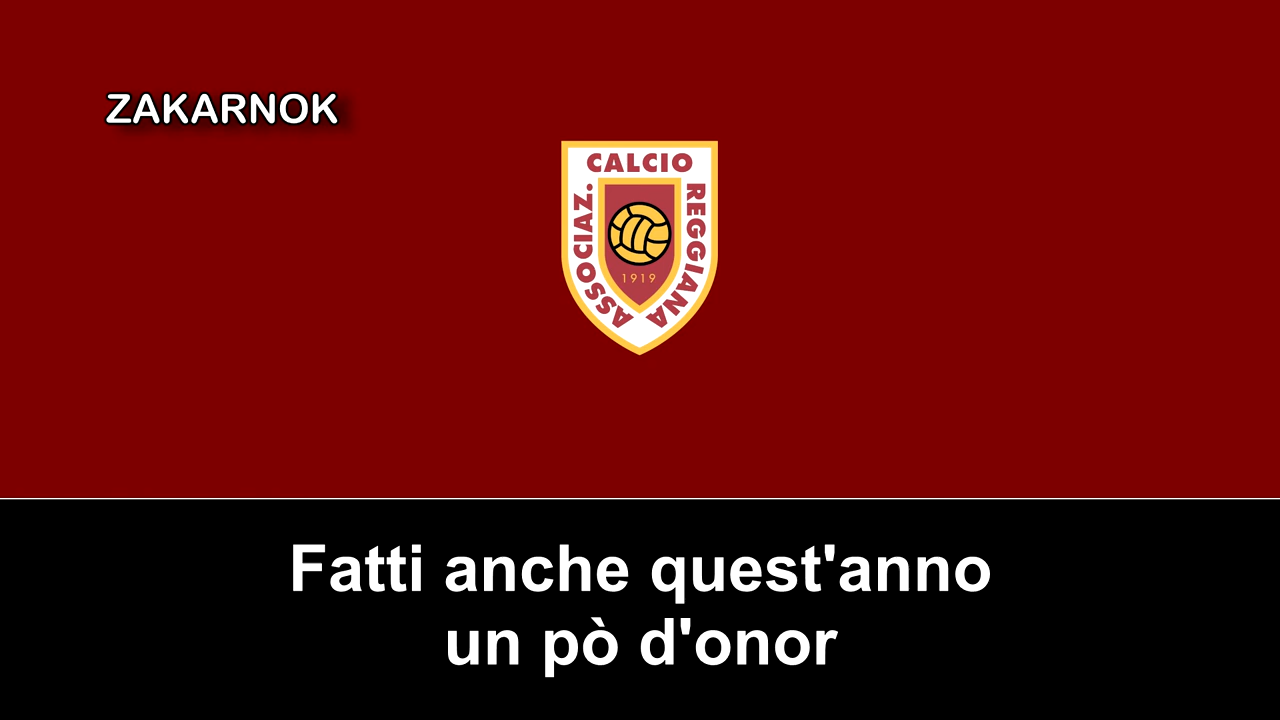 ZAKARNOK
CALCIO
ASSOCIAZ.
REGGIANA
1919
Fatti anche quest'anno
un pò d'onor